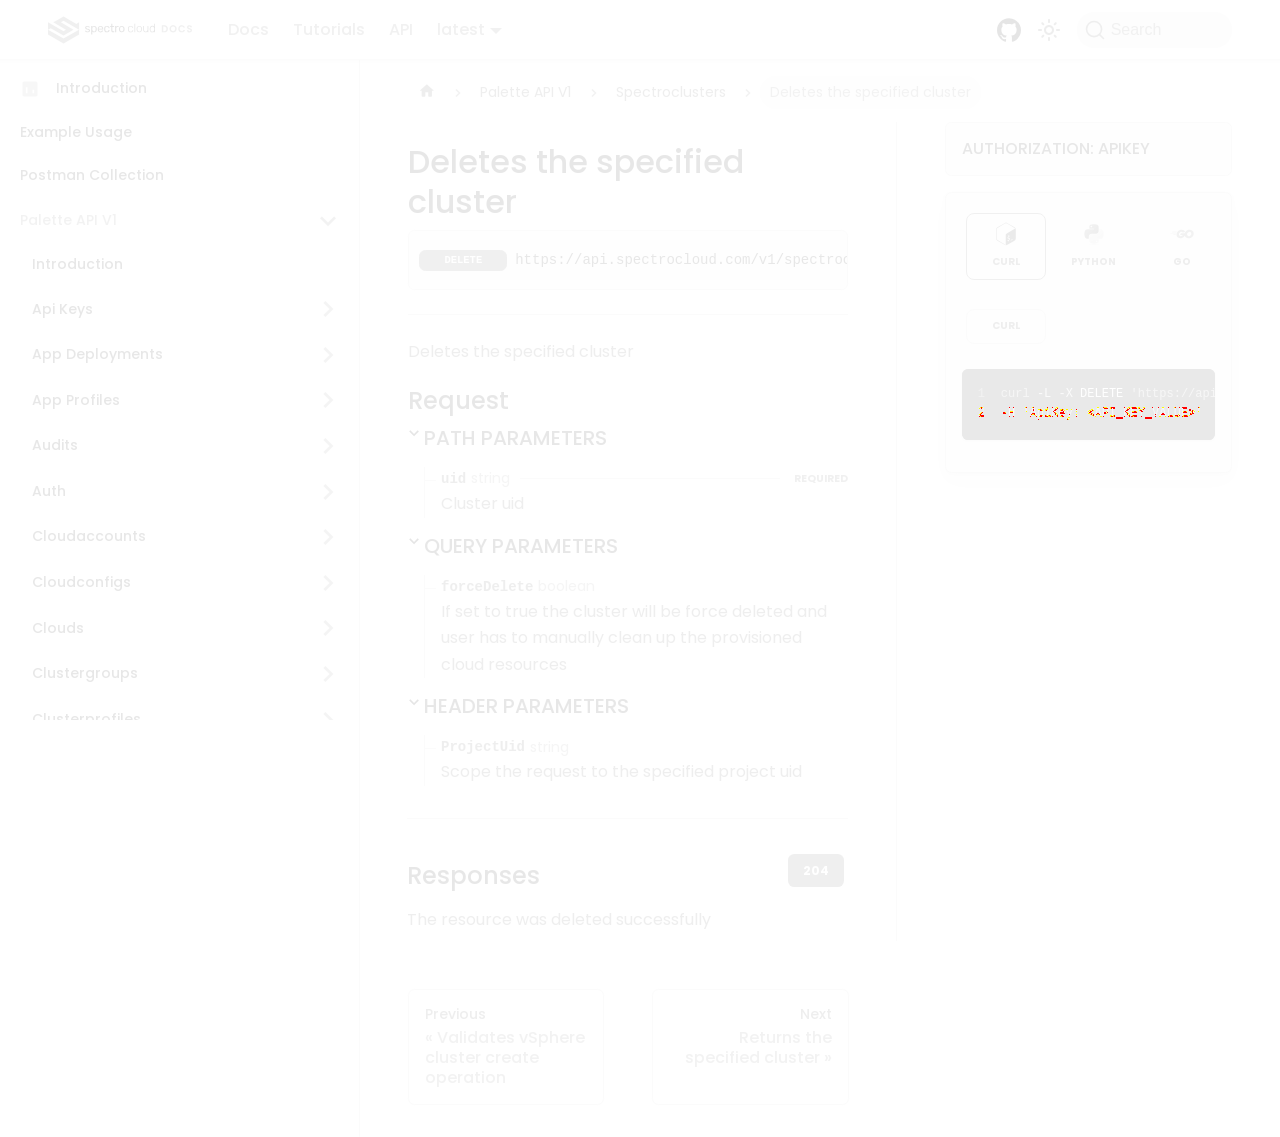 spectro cloud DOCS
Docs
Tutorials
API
latest
Search
Introduction
Example Usage
Postman Collection
Palette API V1
Introduction
Api Keys
App Deployments
App Profiles
Audits
Auth
Cloudaccounts
Cloudconfigs
Clouds
Clustergroups
Clusterprofiles
Palette API V1
Spectroclusters
Deletes the specified cluster
Deletes the specified
cluster
DELETE https://api.spectrocloud.com/v1/spectroc
Deletes the specified cluster
Request
PATH PARAMETERS
uid string REQUIRED
Cluster uid
QUERY PARAMETERS
forceDelete boolean
If set to true the cluster will be force deleted and
user has to manually clean up the provisioned
cloud resources
HEADER PARAMETERS
ProjectUid string
Scope the request to the specified project uid
Responses
204
The resource was deleted successfully
Previous
« Validates vSphere
cluster create
operation
Next
Returns the
specified cluster »
AUTHORIZATION: APIKEY
CURL
PYTHON
GO
CURL
1 curl -L -X DELETE 'https://api
2 -H 'ApiKey: <API_KEY_VALUE>'